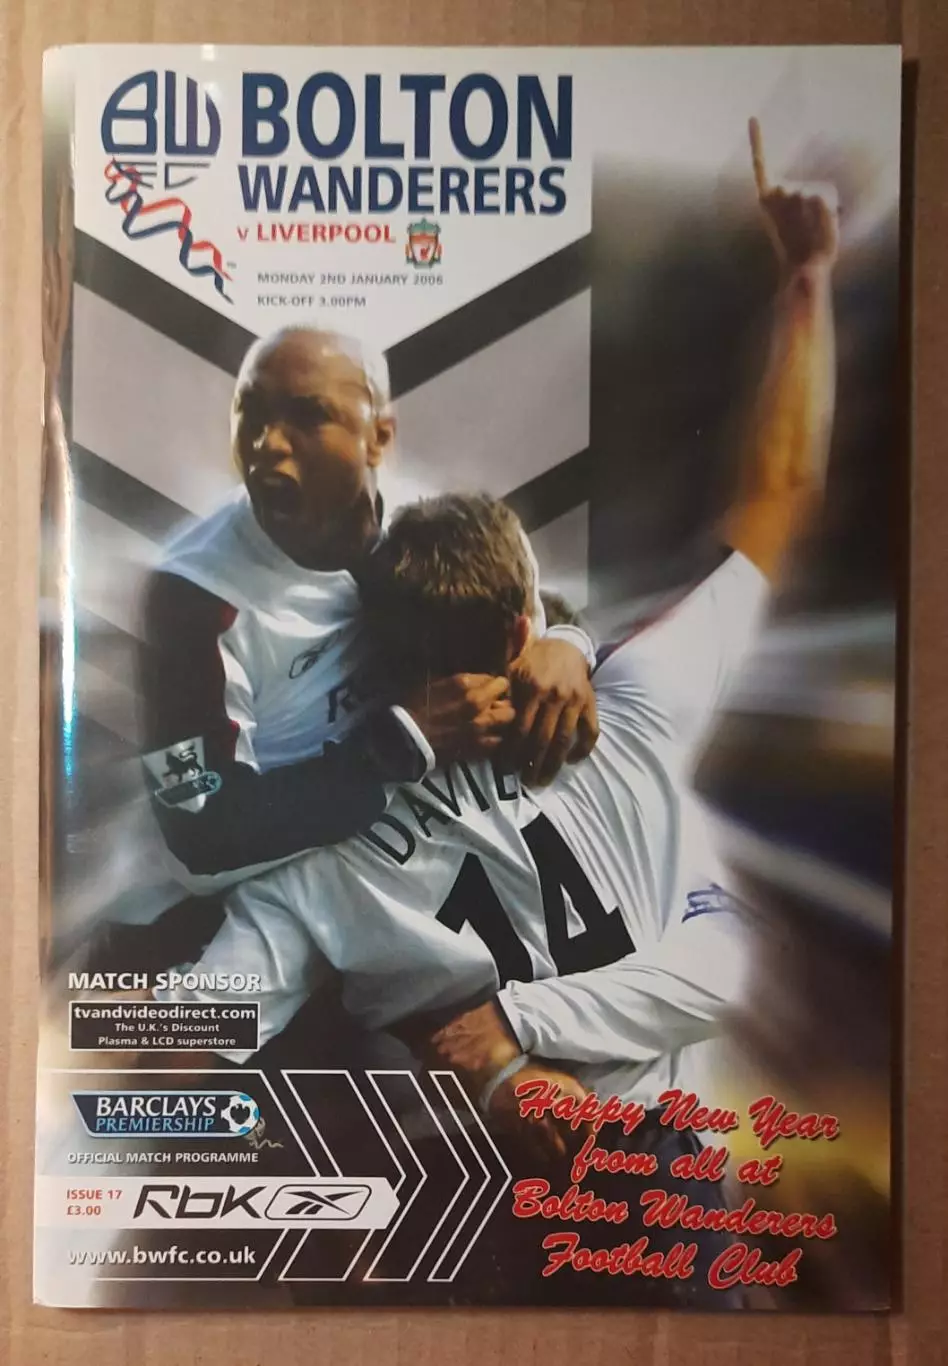 BW
FC
BOLTON
WANDERERS
v LIVERPOOL
MONDAY 2ND JANUARY 2006
KICK-OFF 3.00PM
DAVIE
14
MATCH SPONSOR
tvandvideodirect.com
The U.K.'s Discount
Plasma & LCD superstore
BARCLAYS
PREMIERSHIP
OFFICIAL MATCH PROGRAMME
ISSUE 17
£3.00
Rbk
www.bwfc.co.uk
Happy New Year
from all at
Bolton Wanderers
Football Club